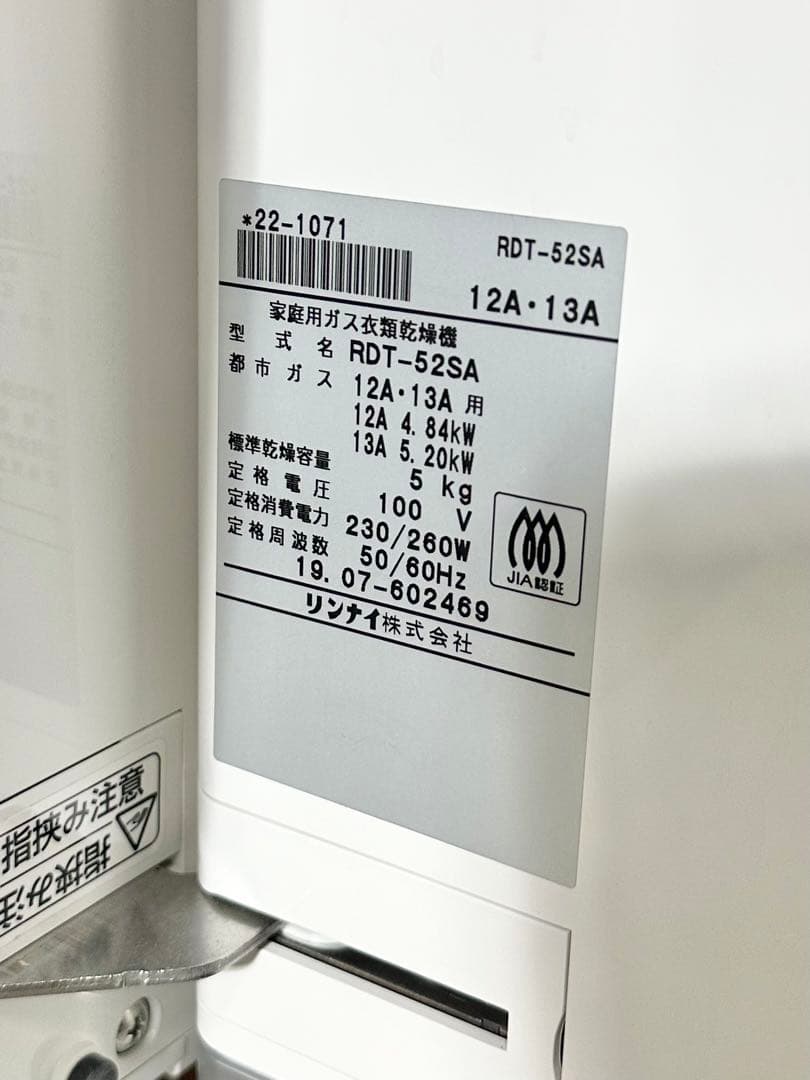 *22-1071
RDT-52SA
12A・13A
家庭用ガス衣類乾燥機
型式名 RDT-52SA
都市ガス 12A・13A 用
12A 4.84kW
13A 5.20kW
標準乾燥容量 5 kg
定格電圧 100 V
定格消費電力 230/260W
定格周波数 50/60Hz
19. 07-602469
リンナイ株式会社
JIA認証
指挟み注意
指挟み注